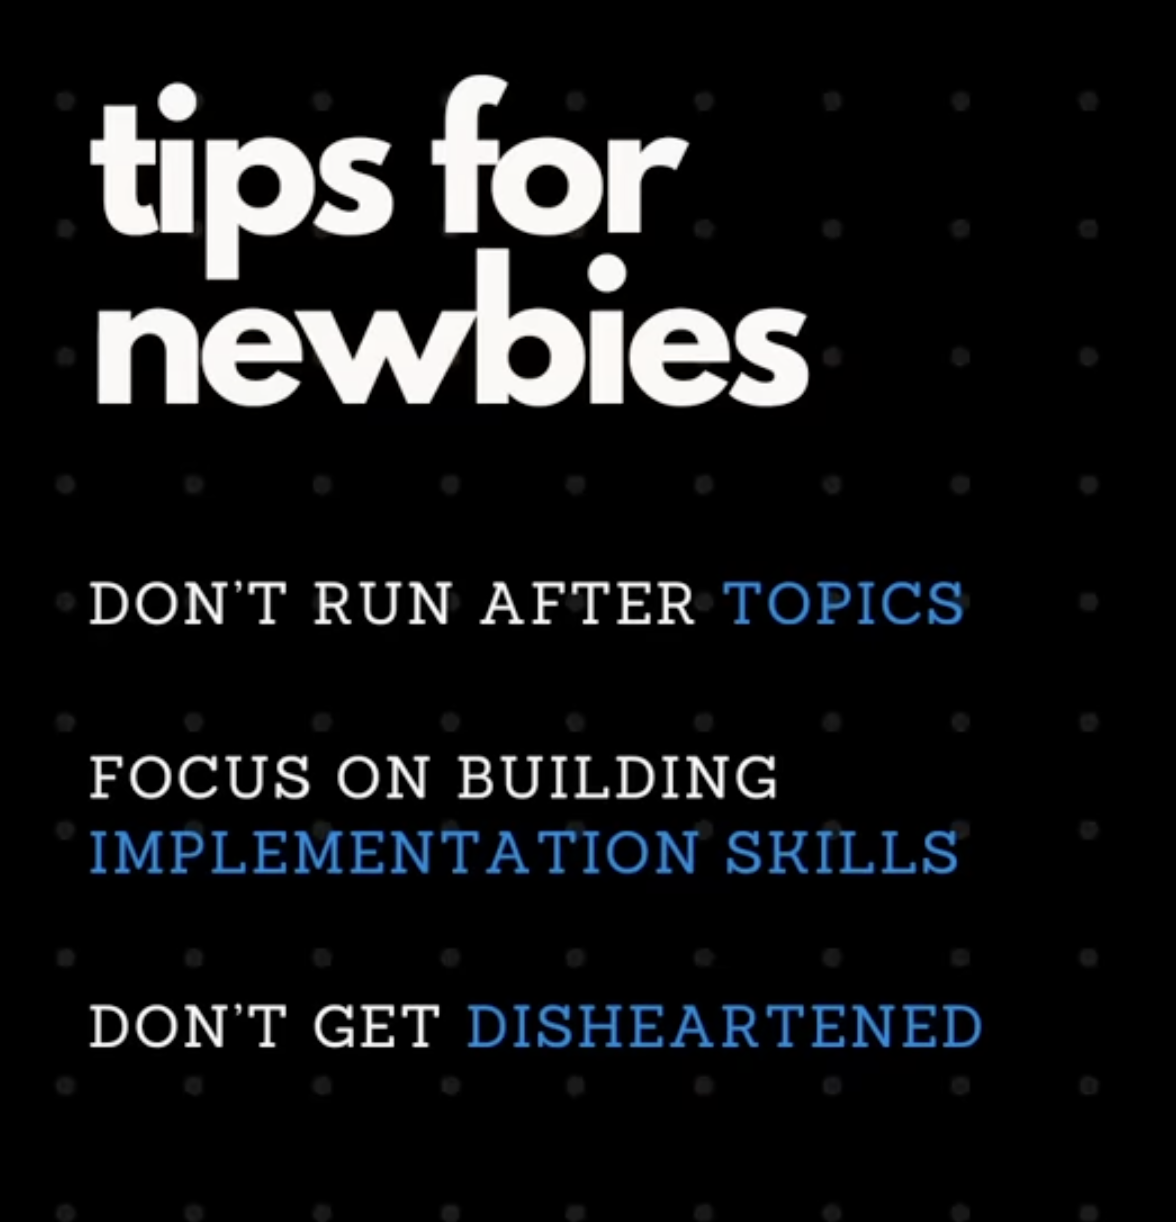 tips for
newbies
DON'T RUN AFTER TOPICS
FOCUS ON BUILDING
IMPLEMENTATION SKILLS
DON'T GET DISHEARTENED